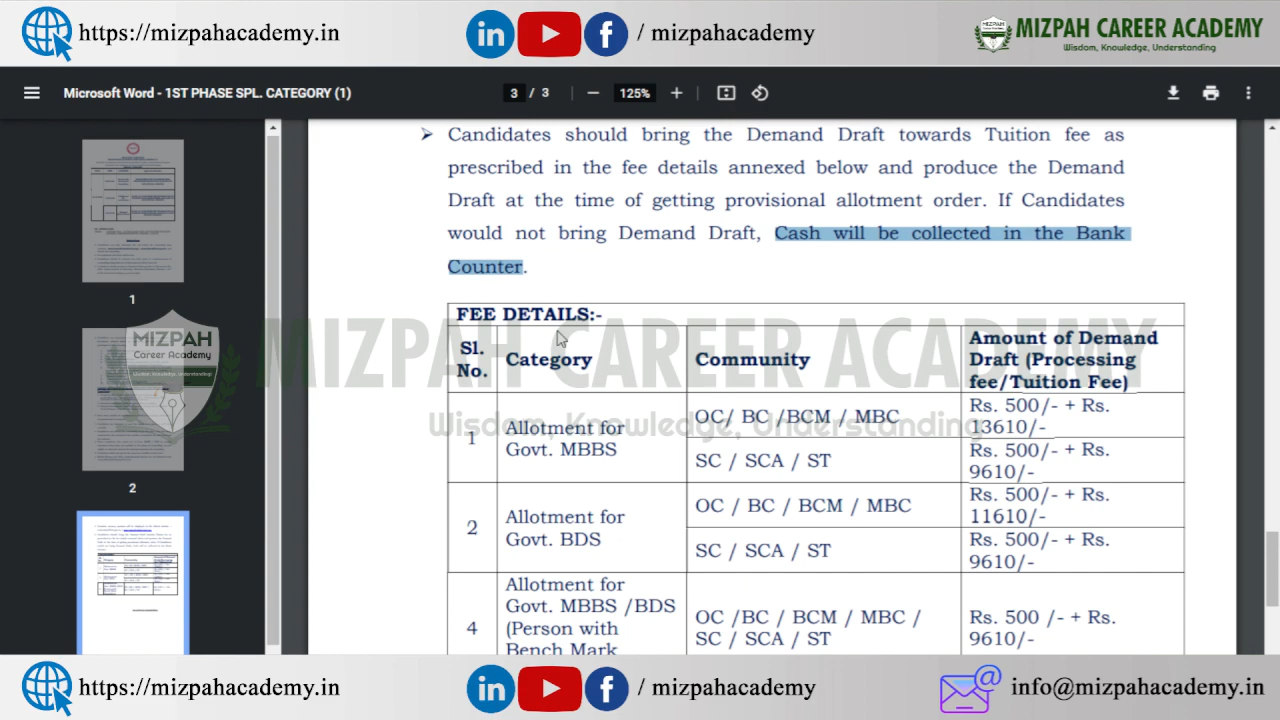 https://mizpahacademy.in
/ mizpahacademy
MIZPAH CAREER ACADEMY
Wisdom, Knowledge, Understanding
Microsoft Word - 1ST PHASE SPL. CATEGORY (1)
3 / 3
125%
➢ Candidates should bring the Demand Draft towards Tuition fee as
prescribed in the fee details annexed below and produce the Demand
Draft at the time of getting provisional allotment order. If Candidates
would not bring Demand Draft, Cash will be collected in the Bank
Counter.
FEE DETAILS:-
Sl. No.
Category
Community
Amount of Demand
Draft (Processing
fee/Tuition Fee)
1
Allotment for
Govt. MBBS
OC/ BC /BCM / MBC
Rs. 500/- + Rs.
13610/-
SC / SCA / ST
Rs. 500/- + Rs.
9610/-
2
Allotment for
Govt. BDS
OC / BC / BCM / MBC
Rs. 500/- + Rs.
11610/-
SC / SCA / ST
Rs. 500/- + Rs.
9610/-
4
Allotment for
Govt. MBBS /BDS
(Person with
Bench Mark
OC /BC / BCM / MBC /
SC / SCA / ST
Rs. 500 /- + Rs.
9610/-
1
2
MIZPAH
Career Academy
MIZPAH CAREER ACADEMY
Wisdom, Knowledge, Understanding
https://mizpahacademy.in
/ mizpahacademy
info@mizpahacademy.in